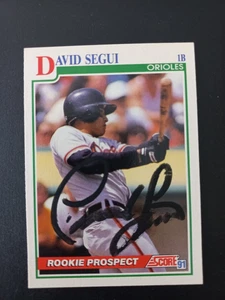 DAVID SEGUI 1B
ORIOLES
ROOKIE PROSPECT SCORE 91